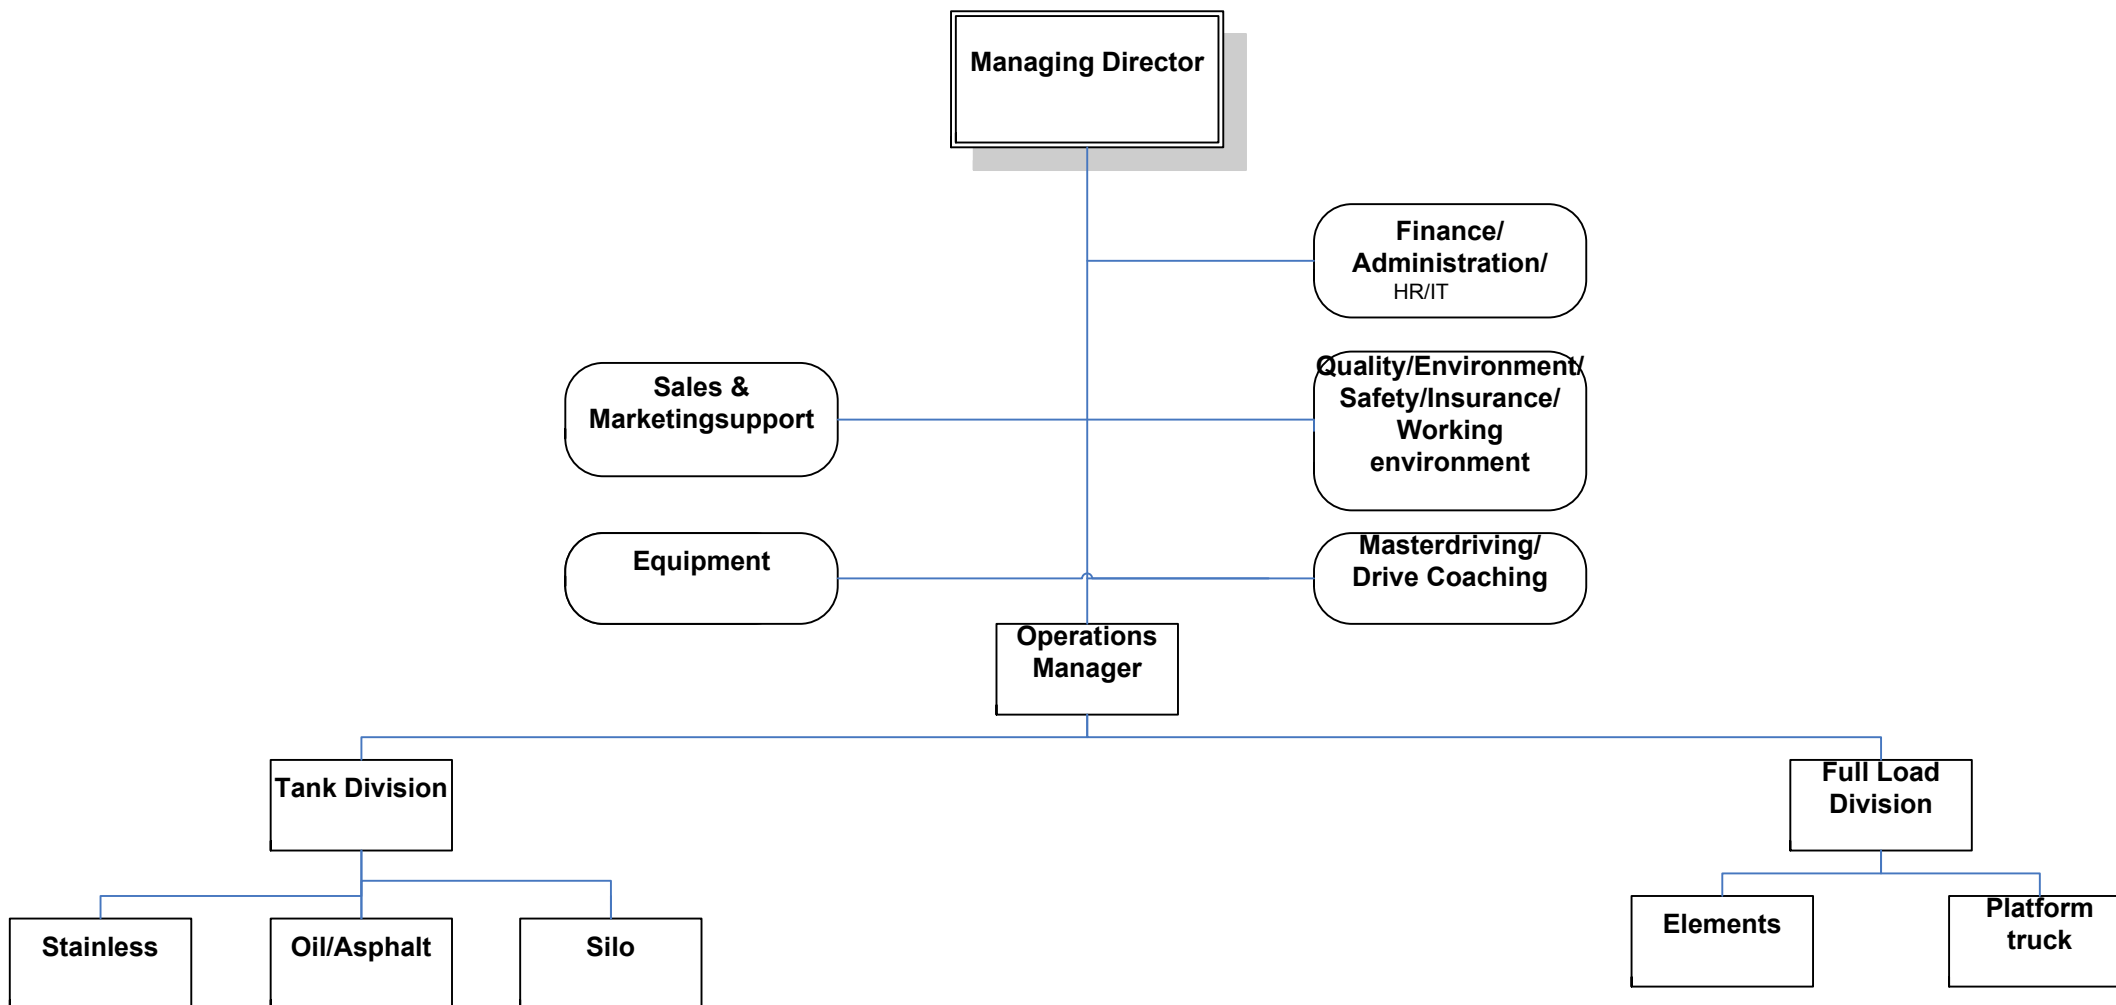 Managing Director
Finance/
Administration/
HR/IT
Sales &
Marketingsupport
Quality/Environment/
Safety/Insurance/
Working
environment
Equipment
Masterdriving/
Drive Coaching
Operations
Manager
Tank Division
Full Load
Division
Stainless
Oil/Asphalt
Silo
Elements
Platform
truck